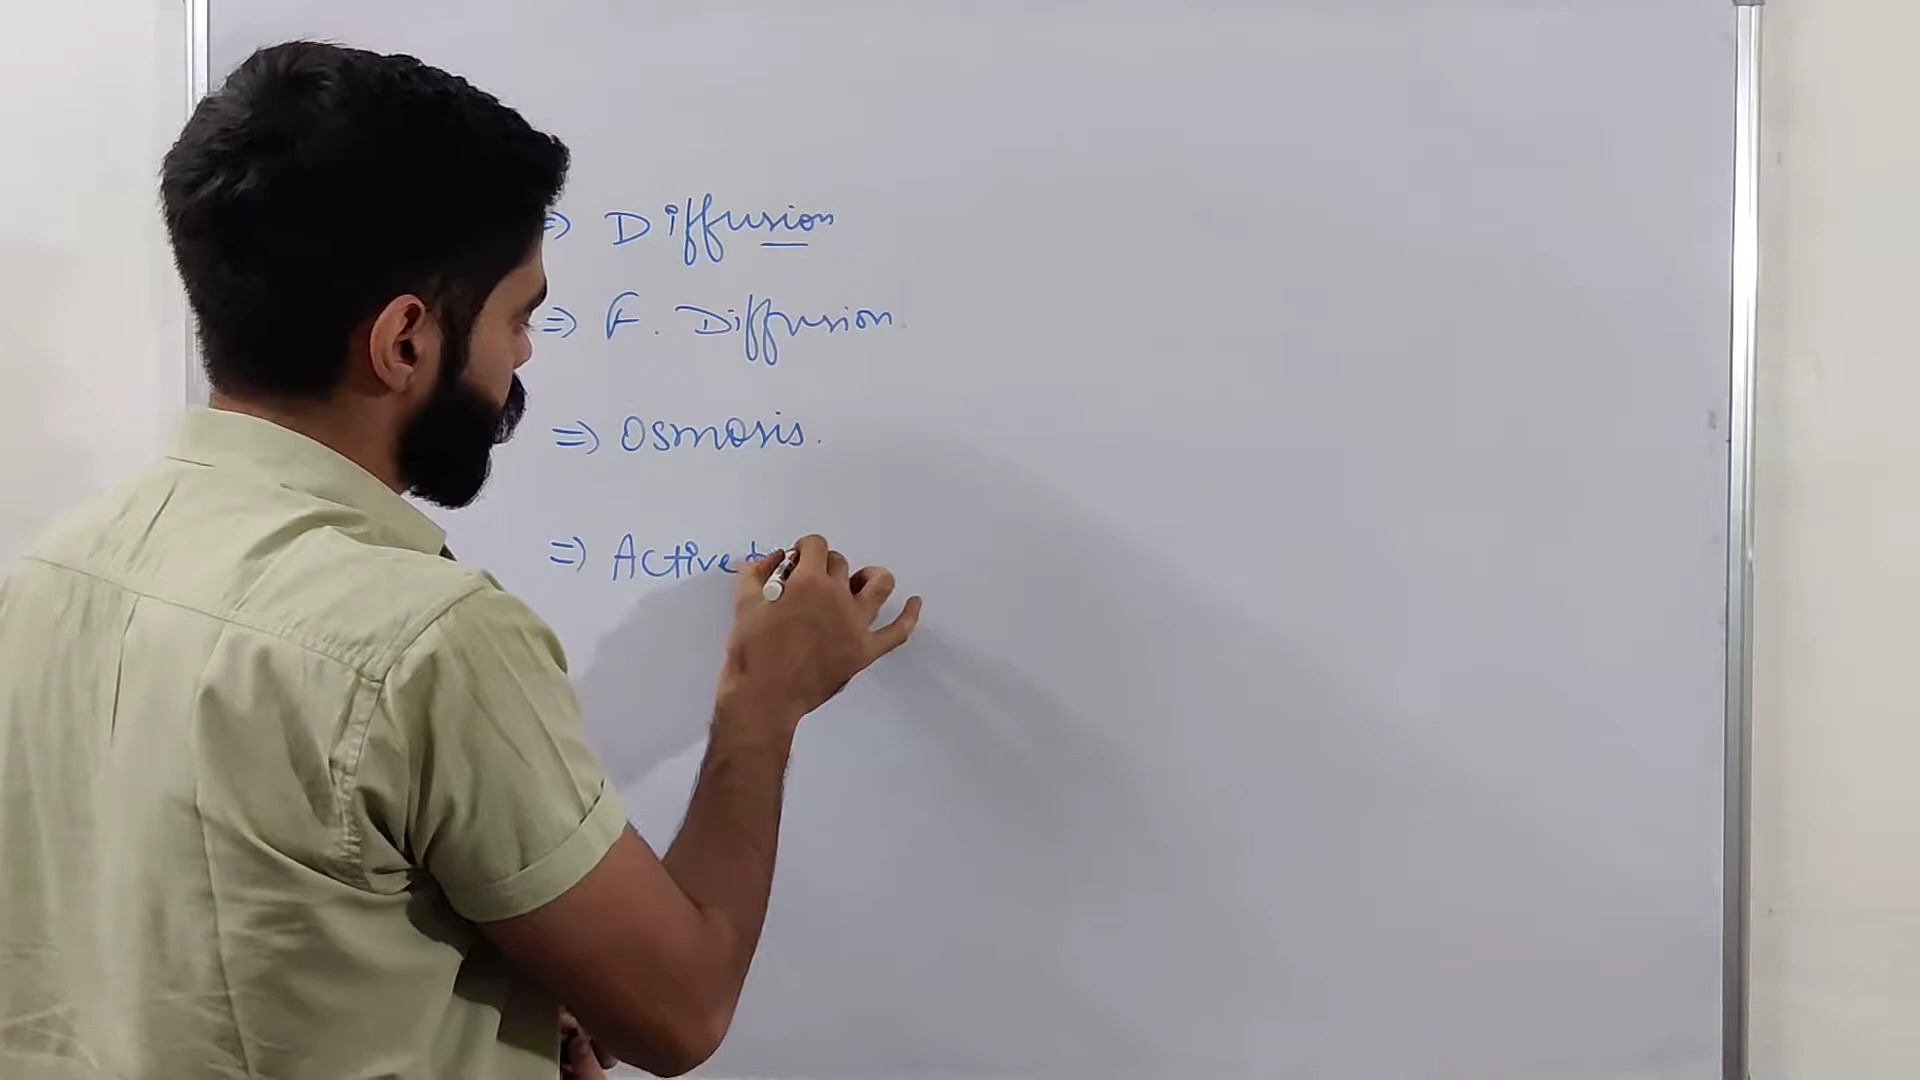 ⇒ Diffusion
⇒ F. Diffusion.
⇒ Osmosis.
⇒ Active